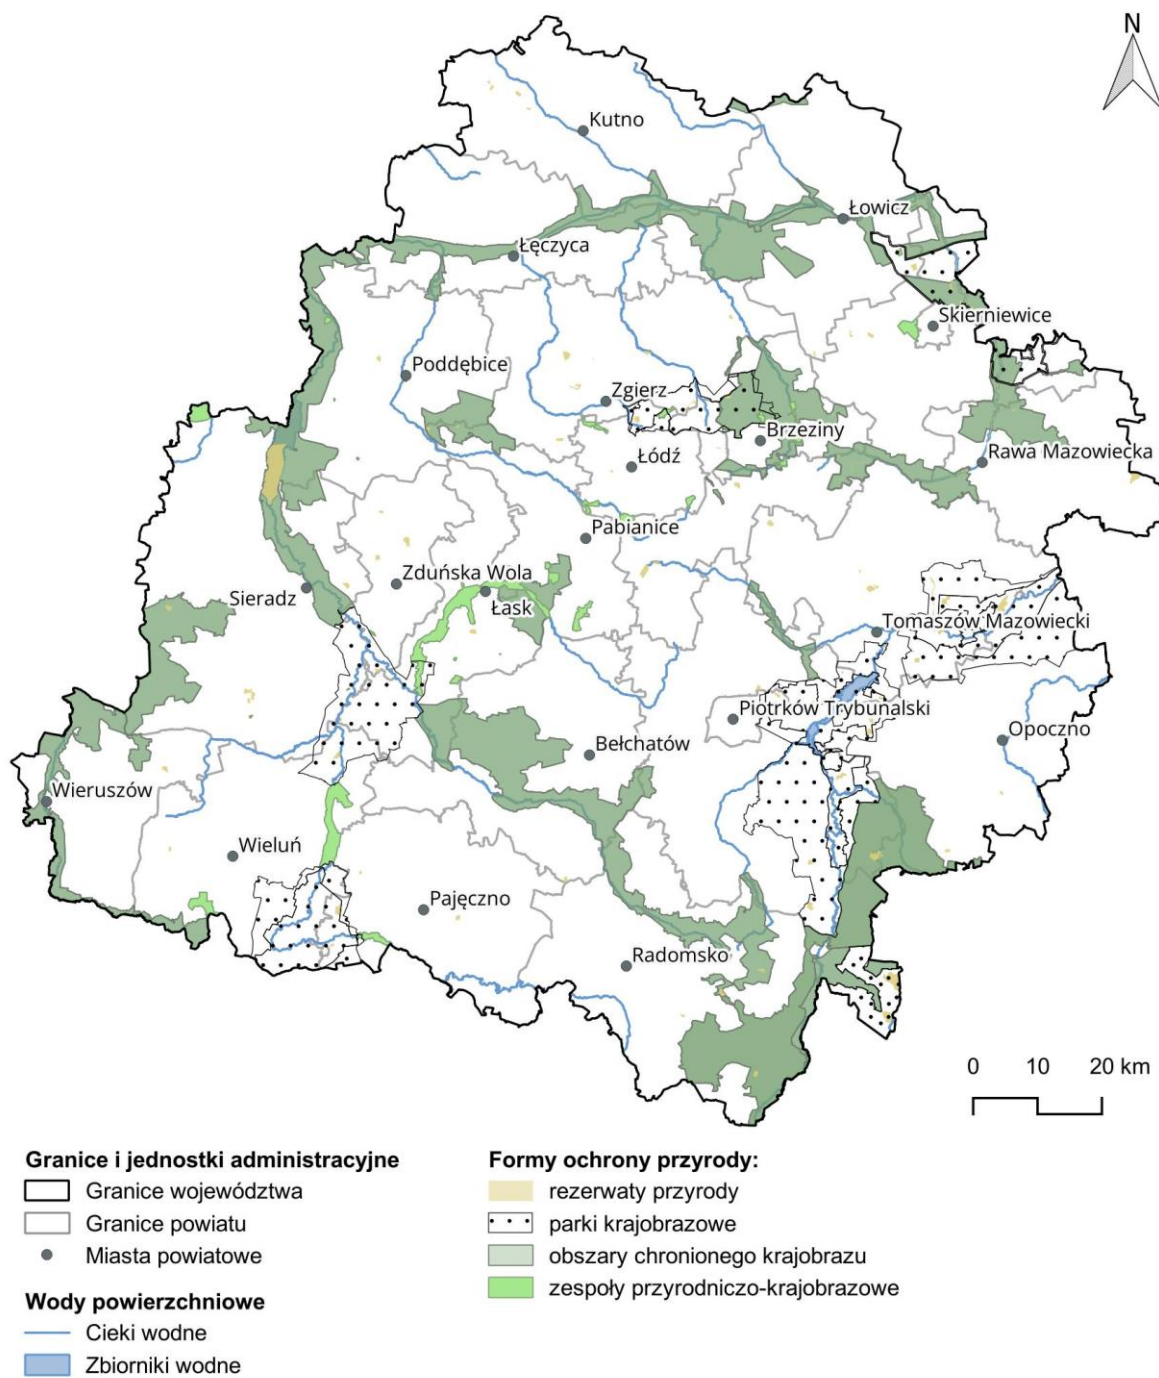 N
Kutno
Łowicz
Łęczyca
Skierniewice
Poddębice
Zgierz
Brzeziny
Łódź
Rawa Mazowiecka
Pabianice
Zduńska Wola
Sieradz
Łask
Tomaszów Mazowiecki
Piotrków Trybunalski
Opoczno
Bełchatów
Wieruszów
Wieluń
Pajęczno
Radomsko
0 10 20 km
Granice i jednostki administracyjne
Granice województwa
Granice powiatu
Miasta powiatowe
Wody powierzchniowe
Cieki wodne
Zbiorniki wodne
Formy ochrony przyrody:
rezerwaty przyrody
parki krajobrazowe
obszary chronionego krajobrazu
zespoły przyrodniczo-krajobrazowe